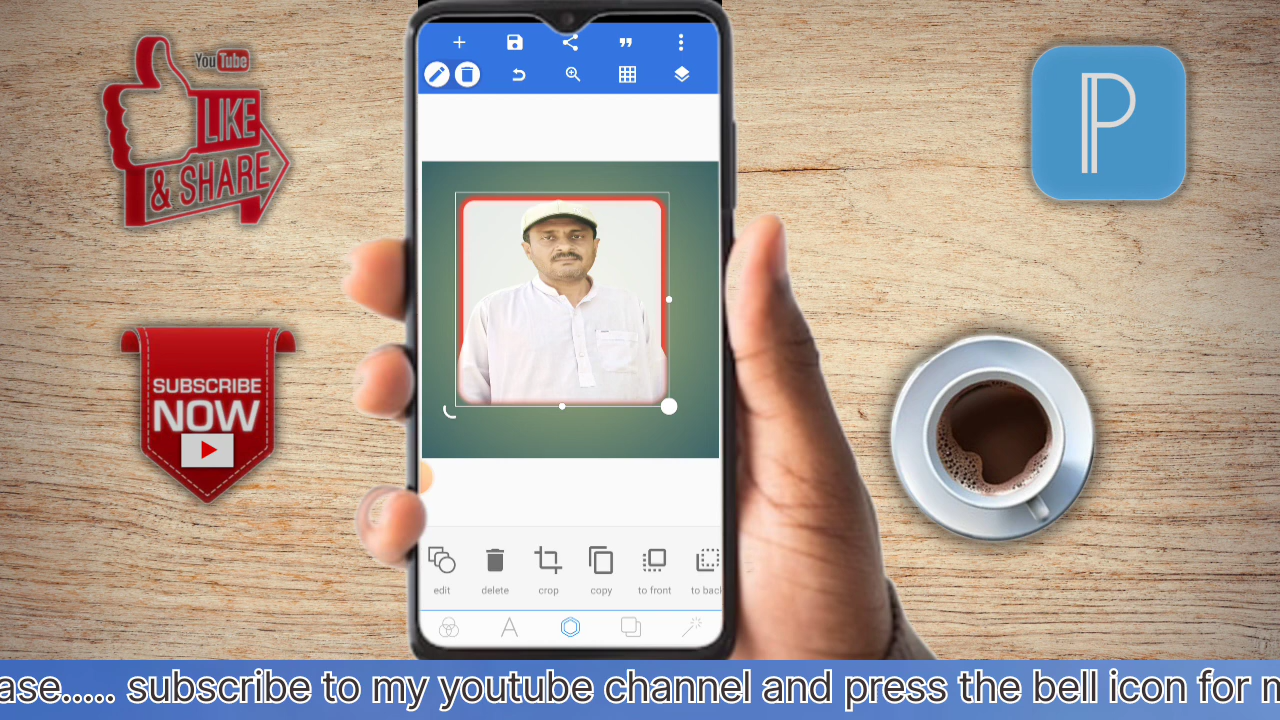 YouTube
LIKE
& SHARE
P
SUBSCRIBE
NOW
edit
delete
crop
copy
to front
to back
ase..... subscribe to my youtube channel and press the bell icon for m